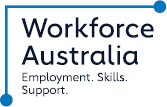 Workforce
Australia
Employment. Skills.
Support.